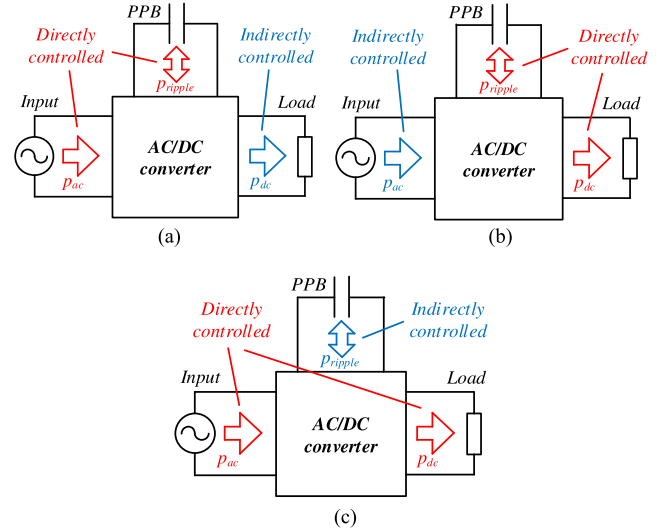 PPB
Directly
controlled
Indirectly
controlled
p_ripple
Input
Load
AC/DC
converter
p_ac
p_dc
(a)
PPB
Indirectly
controlled
Directly
controlled
p_ripple
Input
Load
AC/DC
converter
p_ac
p_dc
(b)
PPB
Directly
controlled
Indirectly
controlled
p_ripple
Input
Load
AC/DC
converter
p_ac
p_dc
(c)